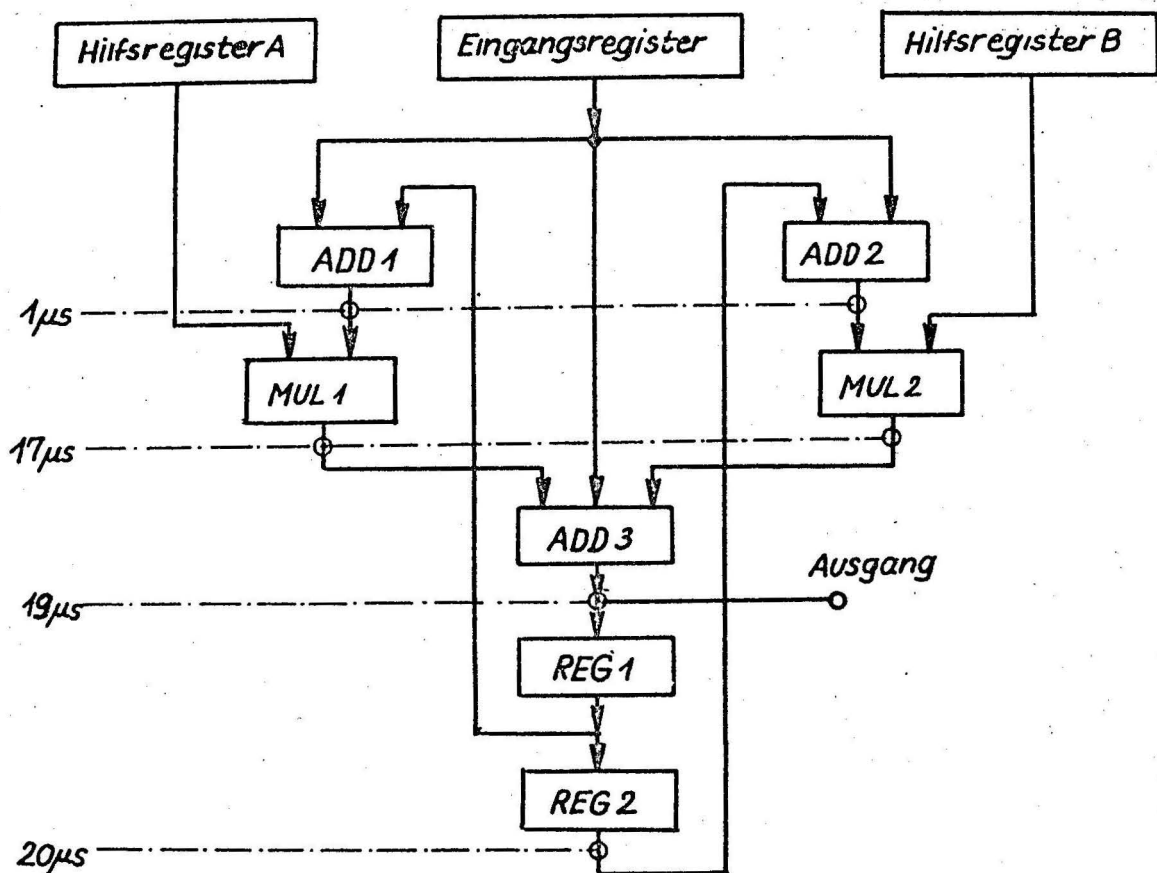 Hilfsregister A
Eingangsregister
Hilfsregister B
ADD 1
ADD 2
1µs
MUL 1
MUL 2
17µs
ADD 3
Ausgang
19µs
REG 1
REG 2
20µs